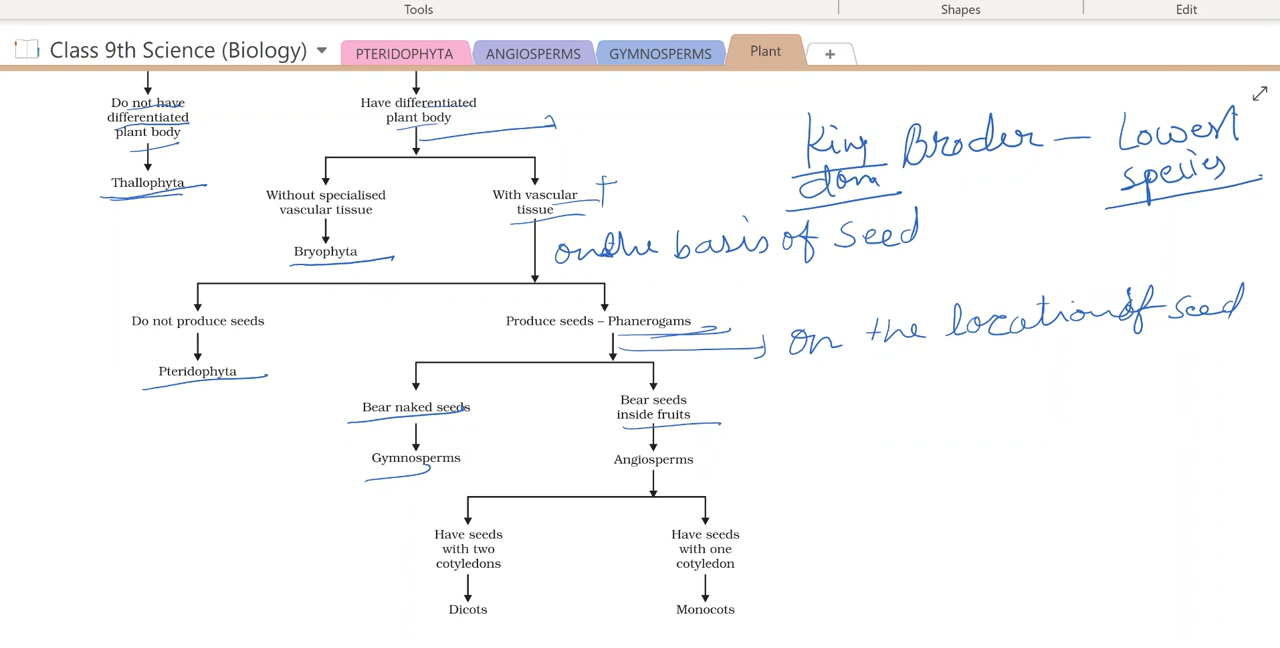 Tools Shapes Edit
Class 9th Science (Biology) PTERIDOPHYTA ANGIOSPERMS GYMNOSPERMS Plant +
Do not have
differentiated
plant body
Have differentiated
plant body
King
dom
Broder — Lowest
species
Thallophyta
Without specialised
vascular tissue
With vascular
tissue
Bryophyta
on the basis of seed
Do not produce seeds
Produce seeds – Phanerogams
on the location of seed
Pteridophyta
Bear naked seeds
Bear seeds
inside fruits
Gymnosperms
Angiosperms
Have seeds
with two
cotyledons
Have seeds
with one
cotyledon
Dicots
Monocots